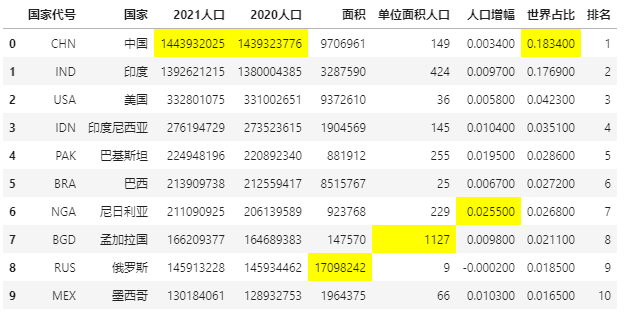 国家代号 国家 2021人口 2020人口 面积 单位面积人口 人口增幅 世界占比 排名
0 CHN 中国 1443932025 1439323776 9706961 149 0.003400 0.183400 1
1 IND 印度 1392621215 1380004385 3287590 424 0.009700 0.176900 2
2 USA 美国 332801075 331002651 9372610 36 0.005800 0.042300 3
3 IDN 印度尼西亚 276194729 273523615 1904569 145 0.010400 0.035100 4
4 PAK 巴基斯坦 224948196 220892340 881912 255 0.019500 0.028600 5
5 BRA 巴西 213909738 212559417 8515767 25 0.006700 0.027200 6
6 NGA 尼日利亚 211090925 206139589 923768 229 0.025500 0.026800 7
7 BGD 孟加拉国 166209377 164689383 147570 1127 0.009800 0.021100 8
8 RUS 俄罗斯 145913228 145934462 17098242 9 -0.000200 0.018500 9
9 MEX 墨西哥 130184061 128932753 1964375 66 0.010300 0.016500 10